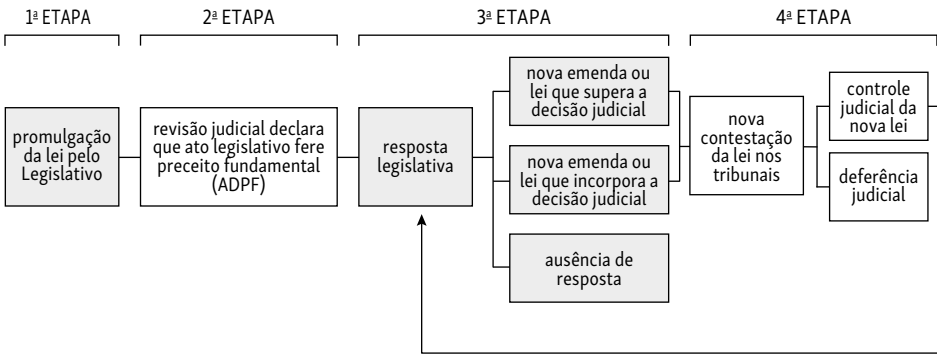 1ª ETAPA
2ª ETAPA
3ª ETAPA
4ª ETAPA
promulgação
da lei pelo
Legislativo
revisão judicial declara
que ato legislativo fere
preceito fundamental
(ADPF)
resposta
legislativa
nova emenda ou
lei que supera a
decisão judicial
nova emenda ou
lei que incorpora a
decisão judicial
ausência de
resposta
nova
contestação
da lei nos
tribunais
controle
judicial da
nova lei
deferência
judicial